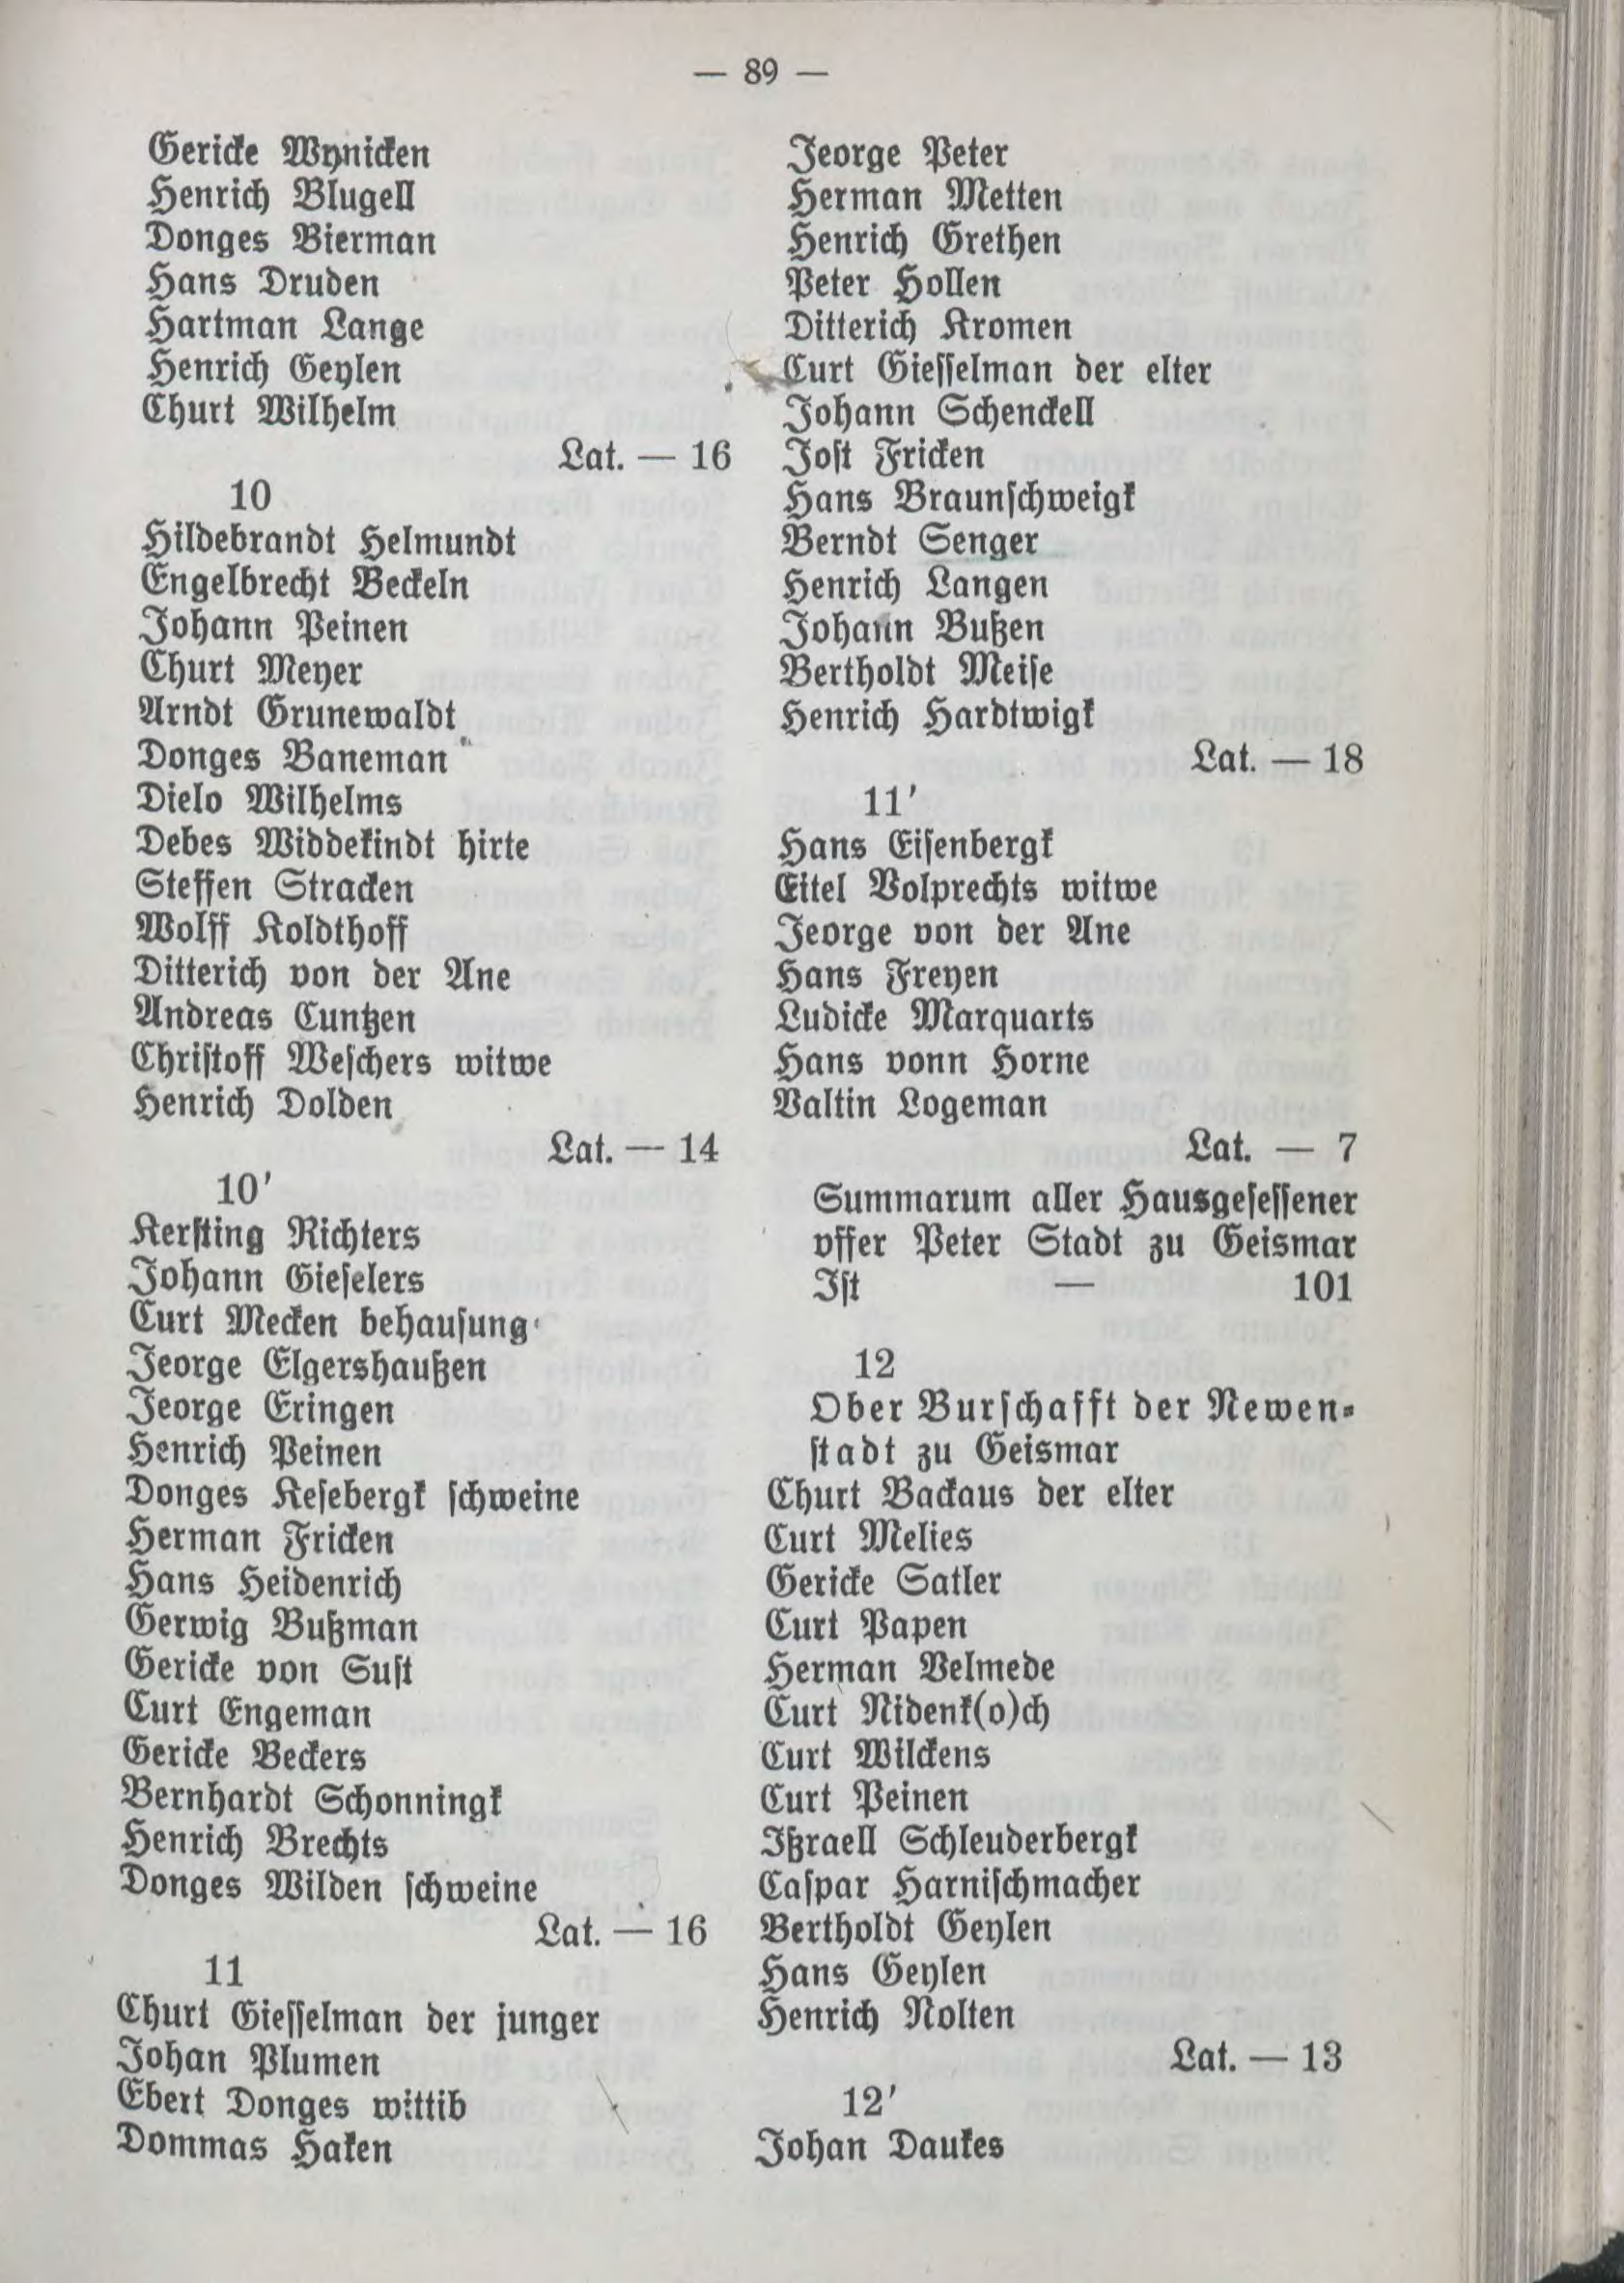 — 89 —
Gericke Wynicken
Henrich Blugell
Donges Bierman
Hans Druden
Hartman Lange
Henrich Geylen
Churt Wilhelm
Lat. — 16
10
Hildebrandt Helmundt
Engelbrecht Beckeln
Johann Peinen
Churt Meyer
Arndt Grunewaldt
Donges Baneman
Dielo Wilhelms
Debes Widdekindt hirte
Steffen Stracken
Wolff Koldthoff
Ditterich von der Ane
Andreas Cuntzen
Christoff Weschers witwe
Henrich Dolden
Lat. — 14
10'
Kersting Richters
Johann Gieselers
Curt Mecken behausung
Jeorge Elgershaußen
Jeorge Eringen
Henrich Peinen
Donges Kesebergk schweine
Herman Fricken
Hans Heidenrich
Gerwig Bußman
Gericke von Sust
Curt Engeman
Gericke Beckers
Bernhardt Schonningk
Henrich Brechts
Donges Wilden schweine
Lat. — 16
11
Churt Giesselman der junger
Johan Plumen
Ebert Donges wittib
Dommas Haken
Jeorge Peter
Herman Metten
Henrich Grethen
Peter Hollen
Ditterich Kromen
Curt Giesselman der elter
Johann Schenckell
Jost Fricken
Hans Braunschweigk
Berndt Senger
Henrich Langen
Johann Bußen
Bertholdt Meise
Henrich Hardtwigk
Lat. — 18
11'
Hans Eisenbergk
Eitel Volprechts witwe
Jeorge von der Ane
Hans Freyen
Ludicke Marquarts
Hans vonn Horne
Valtin Logeman
Lat. — 7
Summarum aller Hausgesessener
vffer Peter Stadt zu Geismar
Ist — 101
12
Ober Burschafft der Newen-
stadt zu Geismar
Churt Backaus der elter
Curt Melies
Gericke Satler
Curt Papen
Herman Velmede
Curt Nidenk(o)ch
Curt Wilckens
Curt Peinen
Ißraell Schleuderbergk
Caspar Harnischmacher
Bertholdt Geylen
Hans Geylen
Henrich Nolten
Lat. — 13
12'
Johan Daukes